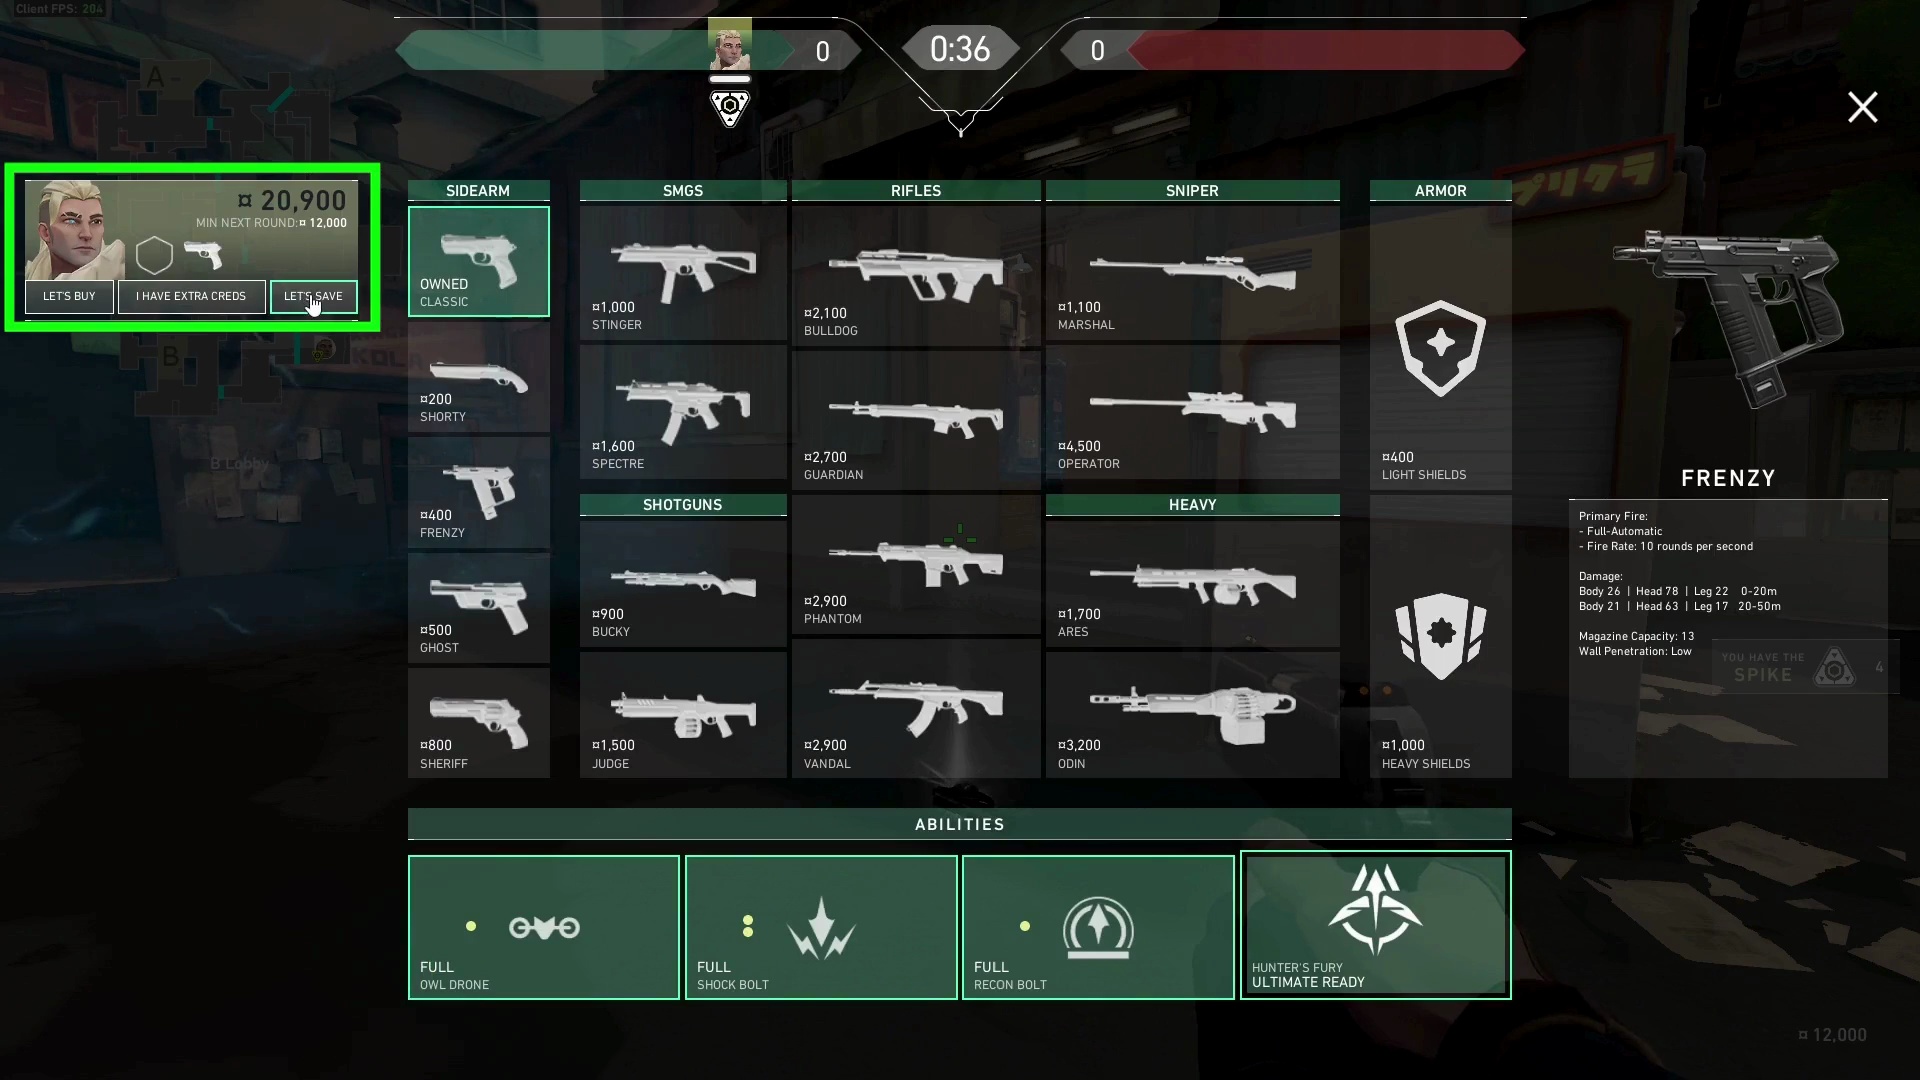 Client FPS: 204
0
0:36
0
A
¤ 20,900
MIN NEXT ROUND: ¤ 12,000
LET'S BUY
I HAVE EXTRA CREDS
LET'S SAVE
B
KOLA
B Lobby
プリクラ
SIDEARM
OWNED
CLASSIC
¤200
SHORTY
¤400
FRENZY
¤500
GHOST
¤800
SHERIFF
SMGS
¤1,000
STINGER
¤1,600
SPECTRE
SHOTGUNS
¤900
BUCKY
¤1,500
JUDGE
RIFLES
¤2,100
BULLDOG
¤2,700
GUARDIAN
¤2,900
PHANTOM
¤2,900
VANDAL
SNIPER
¤1,100
MARSHAL
¤4,500
OPERATOR
HEAVY
¤1,700
ARES
¤3,200
ODIN
ARMOR
¤400
LIGHT SHIELDS
¤1,000
HEAVY SHIELDS
FRENZY
Primary Fire:
- Full-Automatic
- Fire Rate: 10 rounds per second
Damage:
Body 26 | Head 78 | Leg 22 0-20m
Body 21 | Head 63 | Leg 17 20-50m
Magazine Capacity: 13
Wall Penetration: Low
YOU HAVE THE
SPIKE
4
ABILITIES
FULL
OWL DRONE
FULL
SHOCK BOLT
FULL
RECON BOLT
HUNTER'S FURY
ULTIMATE READY
¤ 12,000